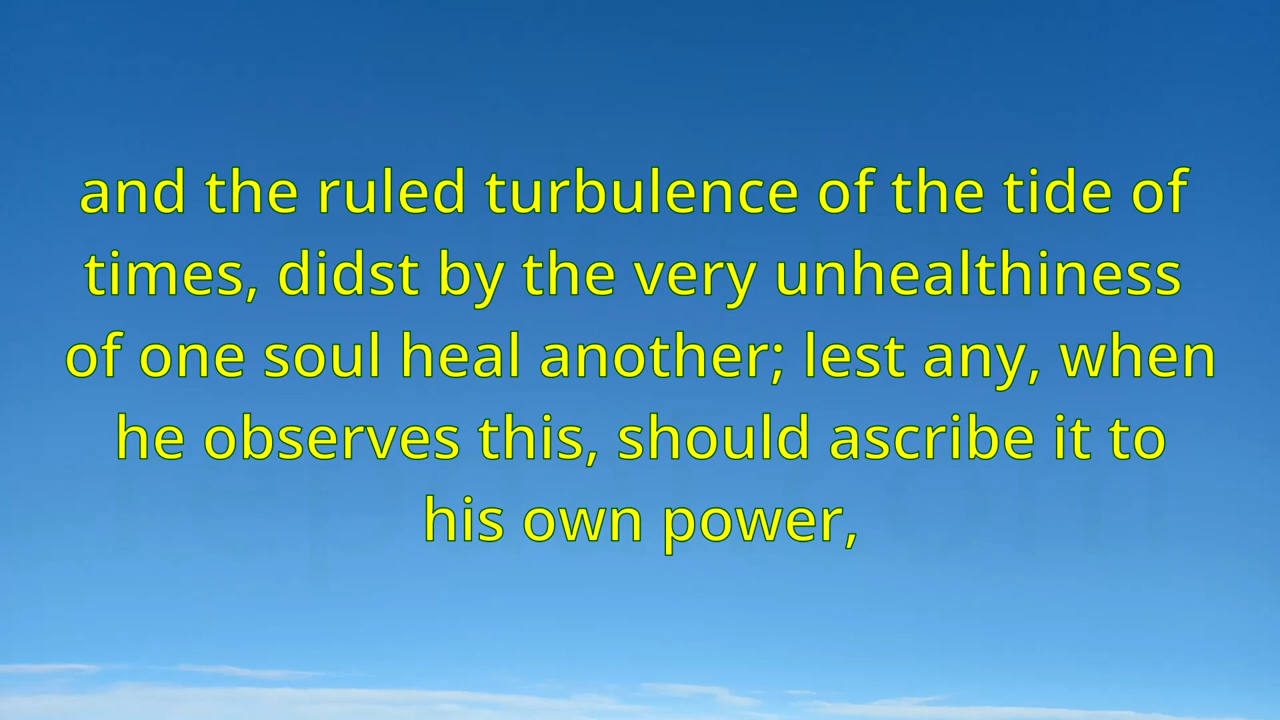 and the ruled turbulence of the tide of
times, didst by the very unhealthiness
of one soul heal another; lest any, when
he observes this, should ascribe it to
his own power,